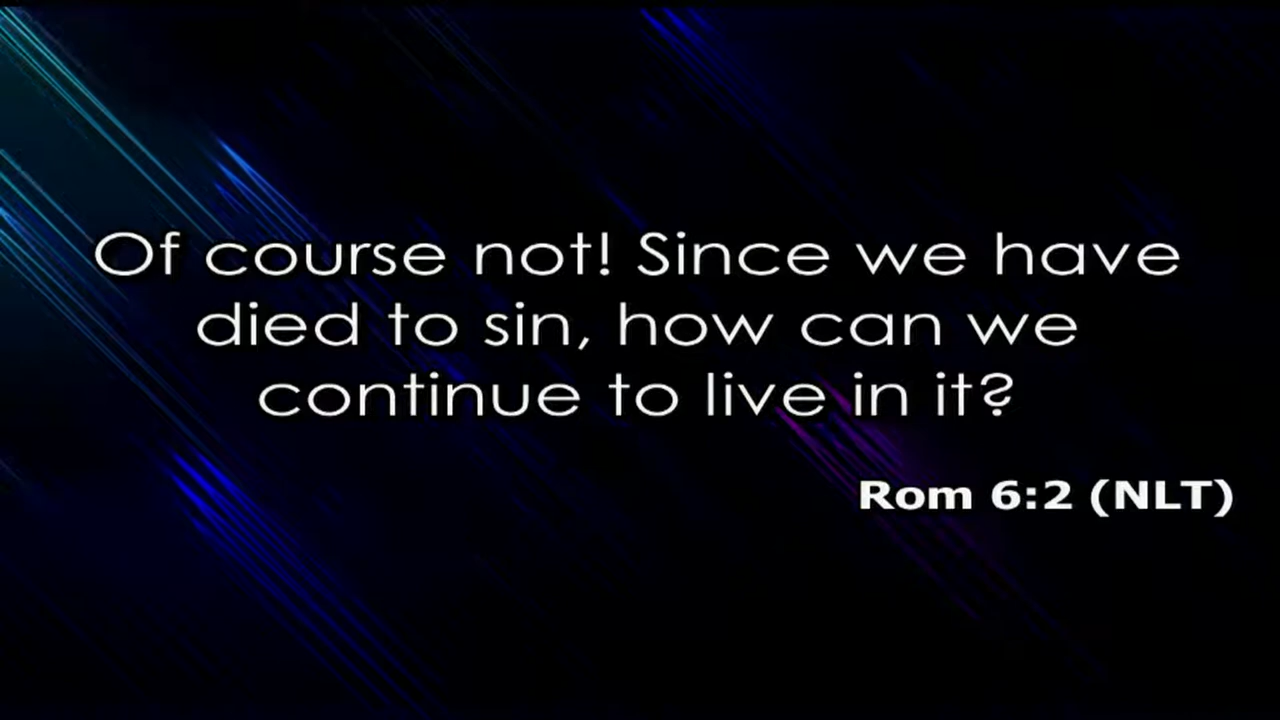 Of course not! Since we have
died to sin, how can we
continue to live in it?
Rom 6:2 (NLT)